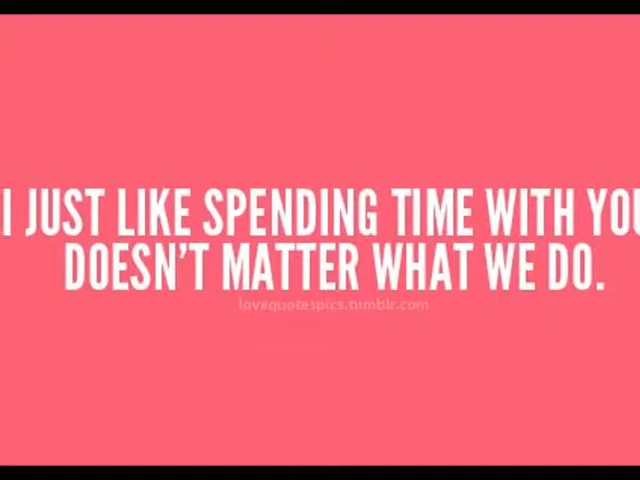 I JUST LIKE SPENDING TIME WITH YOU
DOESN'T MATTER WHAT WE DO.
lovequotespics.tumblr.com